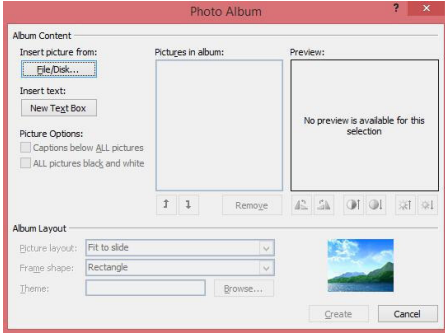 Photo Album
? ×
Album Content
Insert picture from:
File/Disk...
Insert text:
New Text Box
Picture Options:
Captions below ALL pictures
ALL pictures black and white
Pictures in album:
Remove
Preview:
No preview is available for this
selection
Album Layout
Picture layout:
Fit to slide
Frame shape:
Rectangle
Theme:
Browse...
Create
Cancel